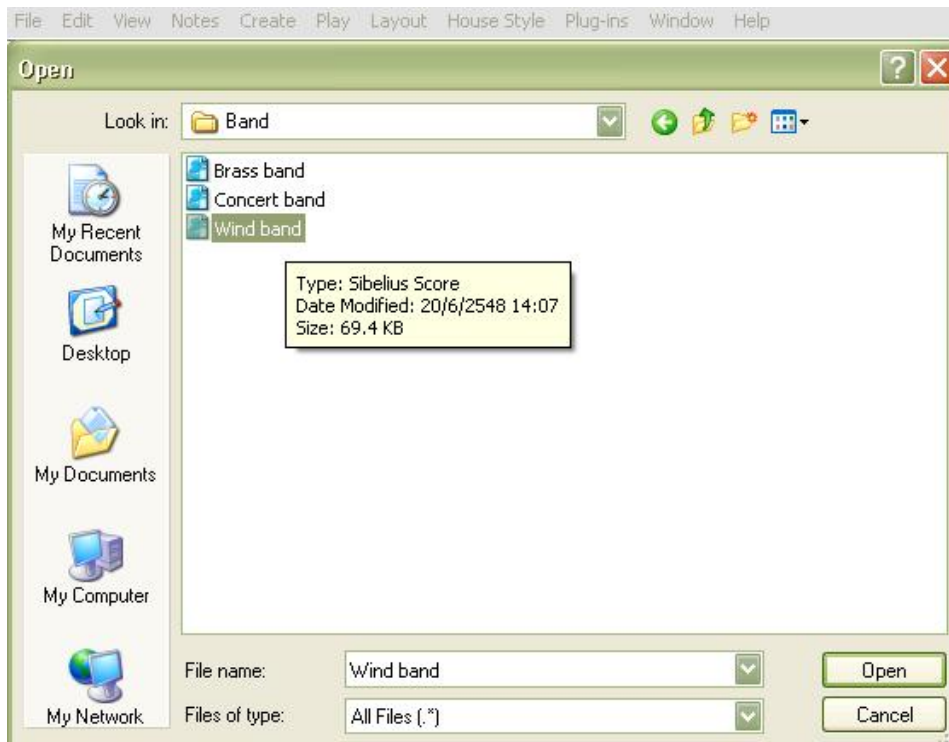 File Edit View Notes Create Play Layout House Style Plug-ins Window Help
Open
Look in: Band
Brass band
Concert band
Wind band
Type: Sibelius Score
Date Modified: 20/6/2548 14:07
Size: 69.4 KB
My Recent
Documents
Desktop
My Documents
My Computer
My Network
File name: Wind band Open
Files of type: All Files (.*) Cancel